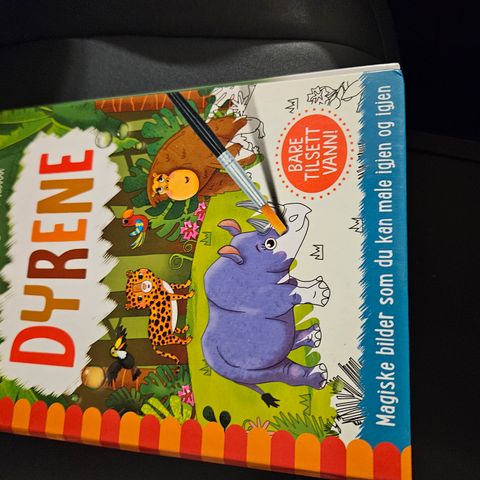 DYRENE
BARE
TILSETT
VANN!
Magiske bilder som du kan male igjen og igjen